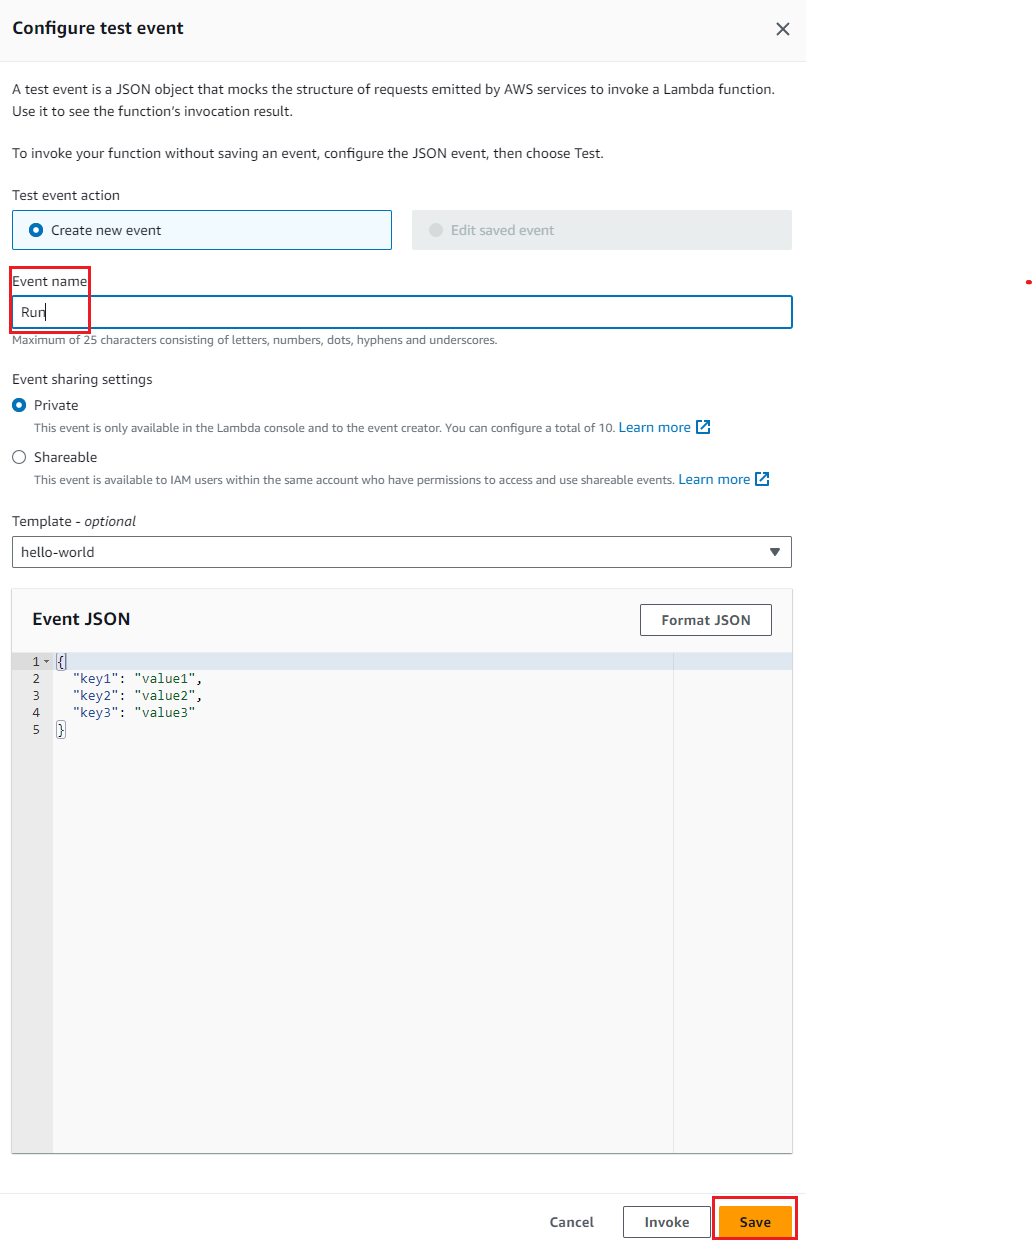 Configure test event
A test event is a JSON object that mocks the structure of requests emitted by AWS services to invoke a Lambda function.
Use it to see the function's invocation result.
To invoke your function without saving an event, configure the JSON event, then choose Test.
Test event action
Create new event
Edit saved event
Event name
Run
Maximum of 25 characters consisting of letters, numbers, dots, hyphens and underscores.
Event sharing settings
Private
This event is only available in the Lambda console and to the event creator. You can configure a total of 10. Learn more
Shareable
This event is available to IAM users within the same account who have permissions to access and use shareable events. Learn more
Template - optional
hello-world
Event JSON
Format JSON
1 {
2 "key1": "value1",
3 "key2": "value2",
4 "key3": "value3"
5 }
Cancel
Invoke
Save